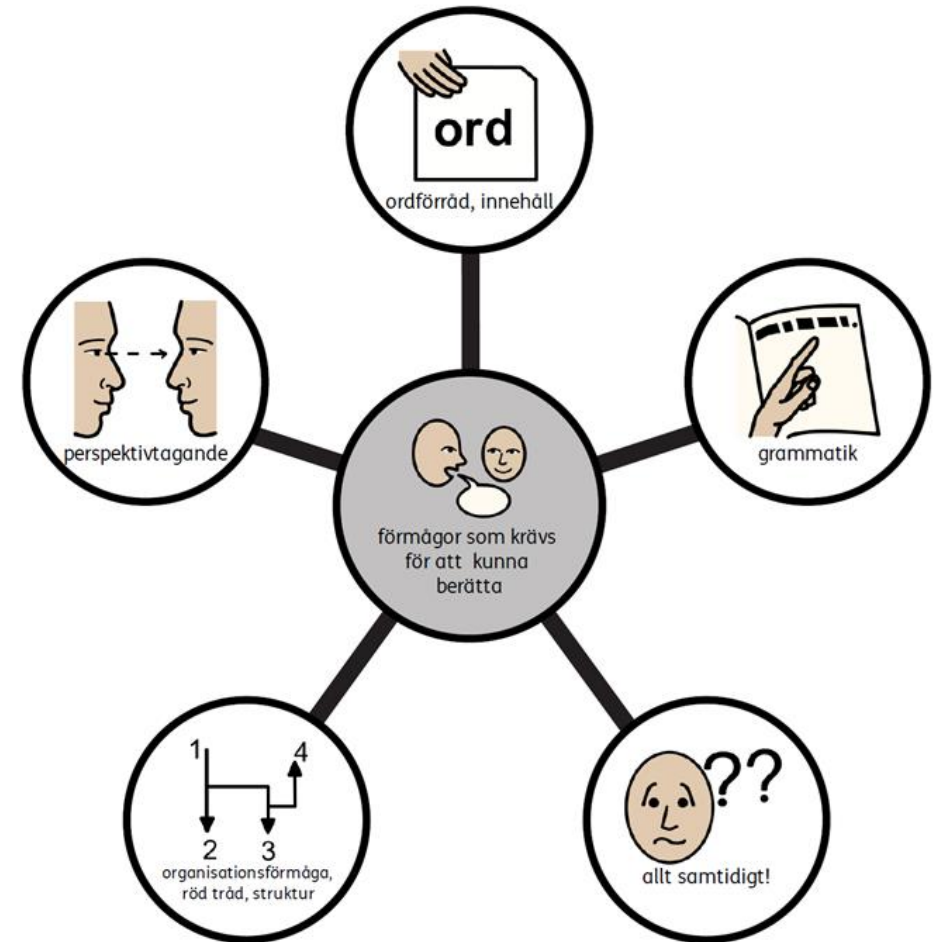 ord
ordförråd, innehåll
perspektivtagande
grammatik
förmågor som krävs
för att kunna
berätta
1
4
2
3
organisationsförmåga,
röd tråd, struktur
??
allt samtidigt!